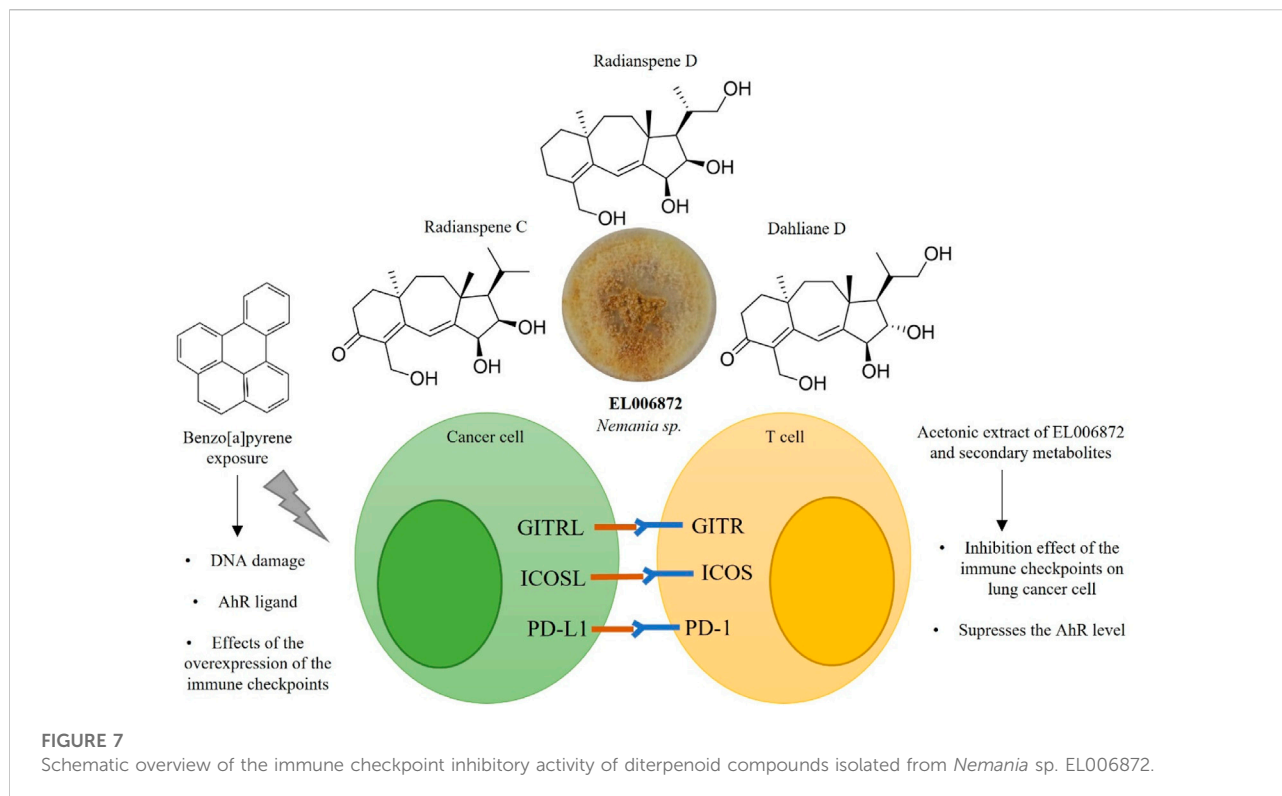 Radianspene D
OH
OH
OH
OH
Radianspene C
O
OH
OH
OH
Dahliane D
OH
OH
OH
OH
O
EL006872
Nemania sp.
Benzo[a]pyrene
exposure
• DNA damage
• AhR ligand
• Effects of the
overexpression of the
immune checkpoints
Cancer cell
T cell
GITRL
GITR
ICOSL
ICOS
PD-L1
PD-1
Acetonic extract of EL006872
and secondary metabolites
• Inhibition effect of the
immune checkpoints on
lung cancer cell
• Supresses the AhR level
FIGURE 7
Schematic overview of the immune checkpoint inhibitory activity of diterpenoid compounds isolated from Nemania sp. EL006872.